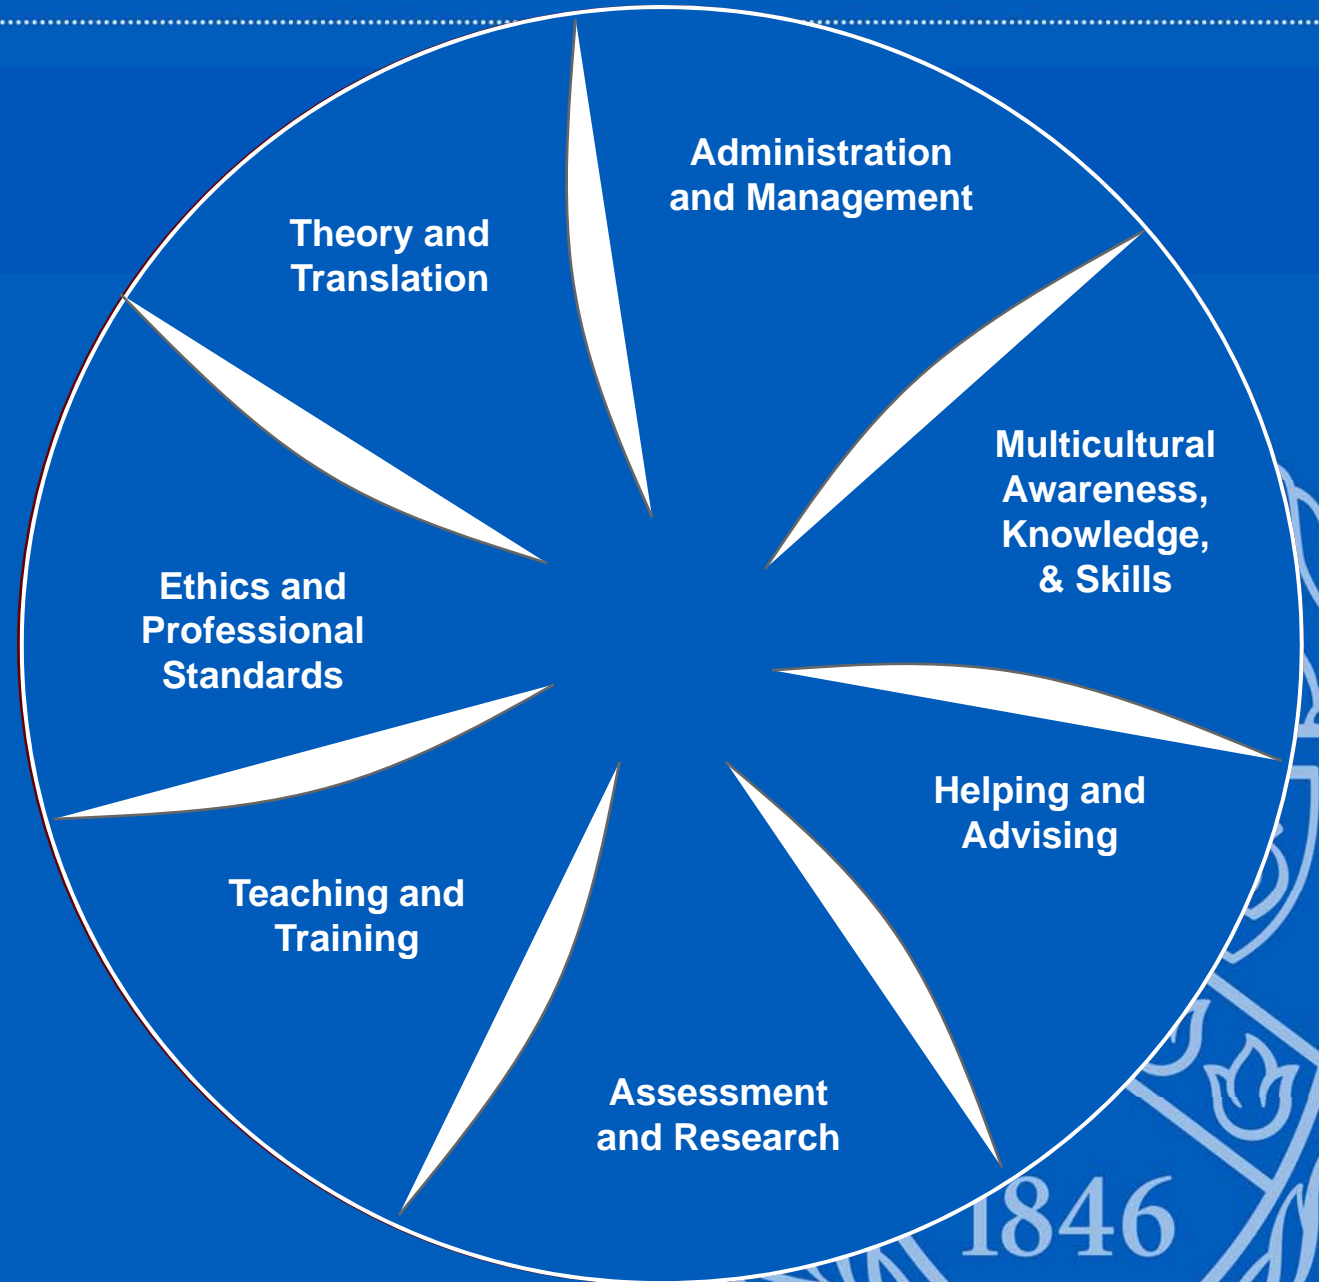 Administration
and Management
Theory and
Translation
Multicultural
Awareness,
Knowledge,
& Skills
Ethics and
Professional
Standards
Helping and
Advising
Teaching and
Training
Assessment
and Research
1846